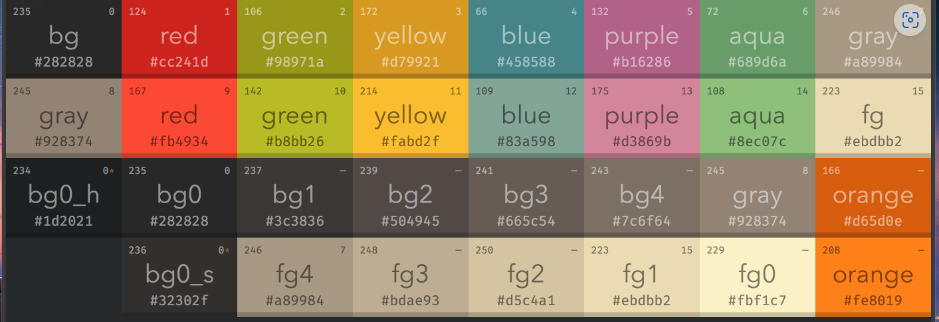 235 0 124 1 106 2 172 3 66 4 132 5 72 6 246
bg red green yellow blue purple aqua gray
#282828 #cc241d #98971a #d79921 #458588 #b16286 #689d6a #a89984
245 8 167 9 142 10 214 11 109 12 175 13 108 14 223 15
gray red green yellow blue purple aqua fg
#928374 #fb4934 #b8bb26 #fabd2f #83a598 #d3869b #8ec07c #ebdbb2
234 0* 235 0 237 — 239 — 241 — 243 — 245 8 166 —
bg0_h bg0 bg1 bg2 bg3 bg4 gray orange
#1d2021 #282828 #3c3836 #504945 #665c54 #7c6f64 #928374 #d65d0e
236 0* 246 7 248 — 250 — 223 15 229 — 208 —
bg0_s fg4 fg3 fg2 fg1 fg0 orange
#32302f #a89984 #bdae93 #d5c4a1 #ebdbb2 #fbf1c7 #fe8019